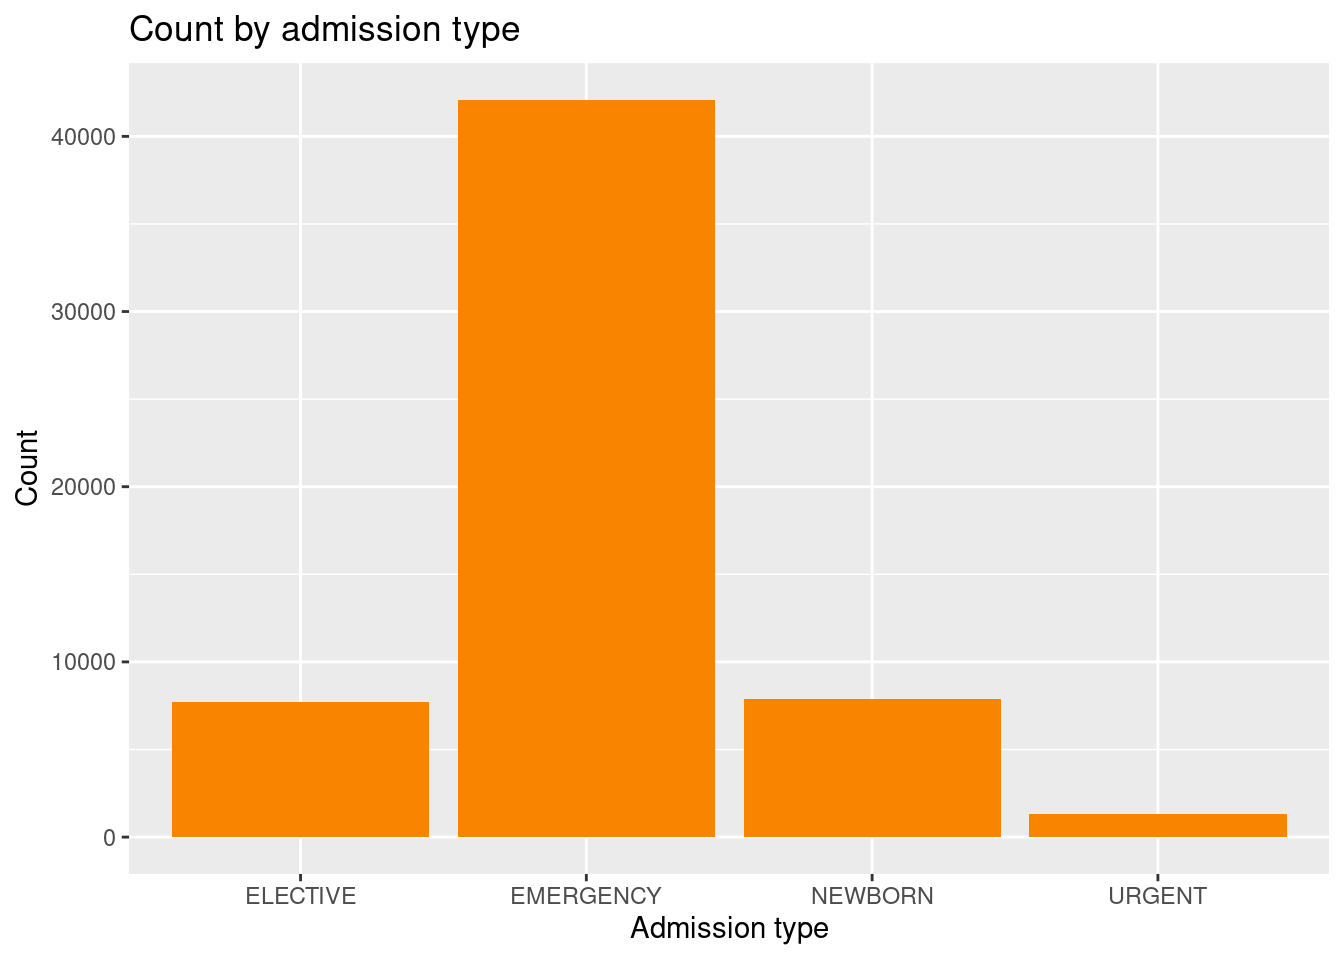 Count by admission type
Count
40000
30000
20000
10000
0
ELECTIVE EMERGENCY NEWBORN URGENT
Admission type